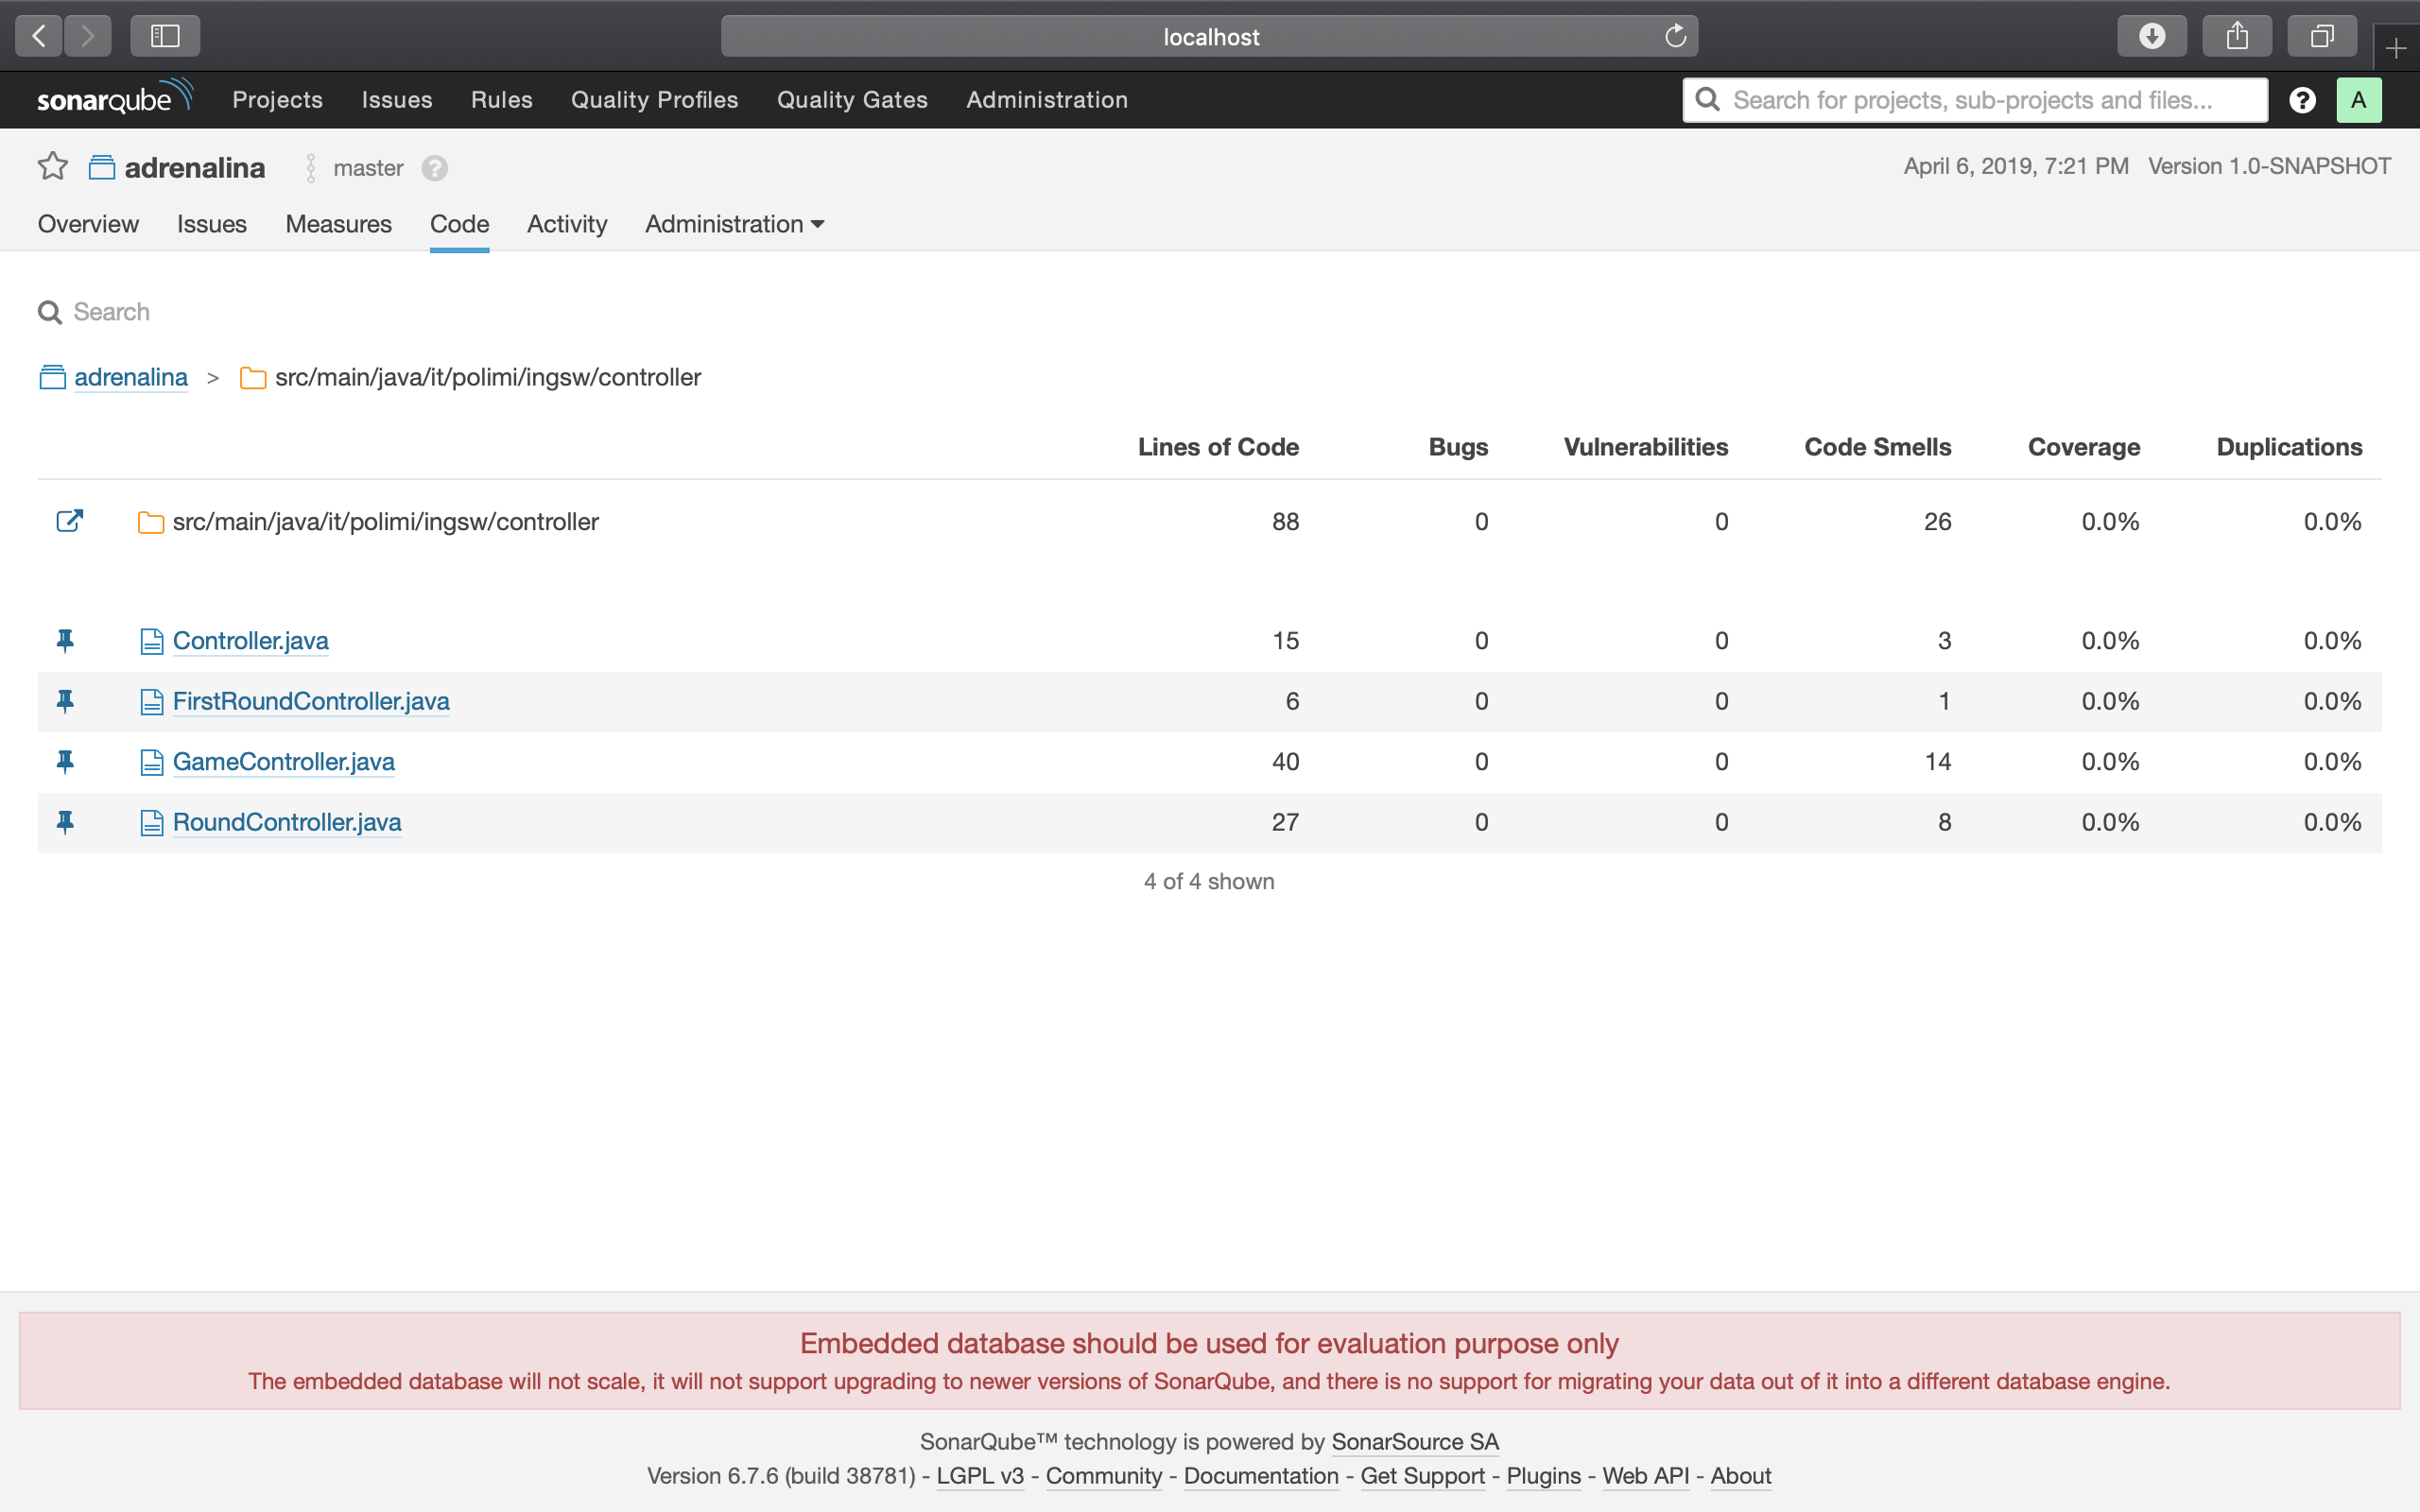 localhost
sonarqube Projects Issues Rules Quality Profiles Quality Gates Administration Search for projects, sub-projects and files... ? A
adrenalina master ? April 6, 2019, 7:21 PM Version 1.0-SNAPSHOT
Overview Issues Measures Code Activity Administration
Search
adrenalina > src/main/java/it/polimi/ingsw/controller
Lines of Code Bugs Vulnerabilities Code Smells Coverage Duplications
src/main/java/it/polimi/ingsw/controller 88 0 0 26 0.0% 0.0%
Controller.java 15 0 0 3 0.0% 0.0%
FirstRoundController.java 6 0 0 1 0.0% 0.0%
GameController.java 40 0 0 14 0.0% 0.0%
RoundController.java 27 0 0 8 0.0% 0.0%
4 of 4 shown
Embedded database should be used for evaluation purpose only
The embedded database will not scale, it will not support upgrading to newer versions of SonarQube, and there is no support for migrating your data out of it into a different database engine.
SonarQube™ technology is powered by SonarSource SA
Version 6.7.6 (build 38781) - LGPL v3 - Community - Documentation - Get Support - Plugins - Web API - About